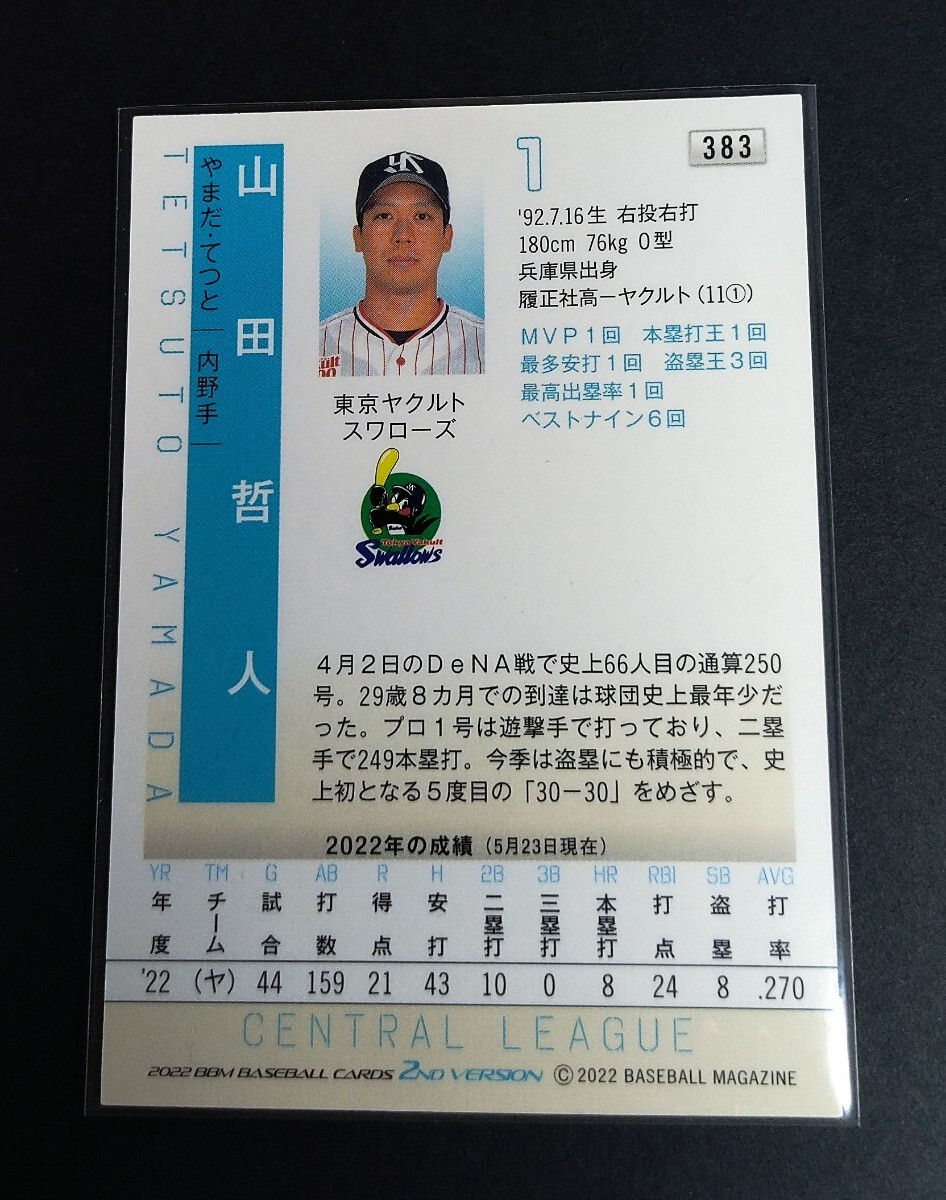 383
1
TETSUTO YAMADA
やまだ・てつと
内野手
山田哲人
'92.7.16生 右投右打
180cm 76kg O型
兵庫県出身
履正社高ーヤクルト(11①)
MVP1回 本塁打王1回
最多安打1回 盗塁王3回
最高出塁率1回
ベストナイン6回
東京ヤクルト
スワローズ
Tokyo Yakult
Swallows
4月2日のDeNA戦で史上66人目の通算250
号。29歳8カ月での到達は球団史上最年少だ
った。プロ1号は遊撃手で打っており、二塁
手で249本塁打。今季は盗塁にも積極的で、史
上初となる5度目の「30ー30」をめざす。
2022年の成績(5月23日現在)
YR TM G AB R H 2B 3B HR RBI SB AVG
年度 チーム 試合 打数 得点 安打 二塁打 三塁打 本塁打 打点 盗塁 打率
'22 (ヤ) 44 159 21 43 10 0 8 24 8 .270
CENTRAL LEAGUE
2022 BBM BASEBALL CARDS 2ND VERSION ©2022 BASEBALL MAGAZINE